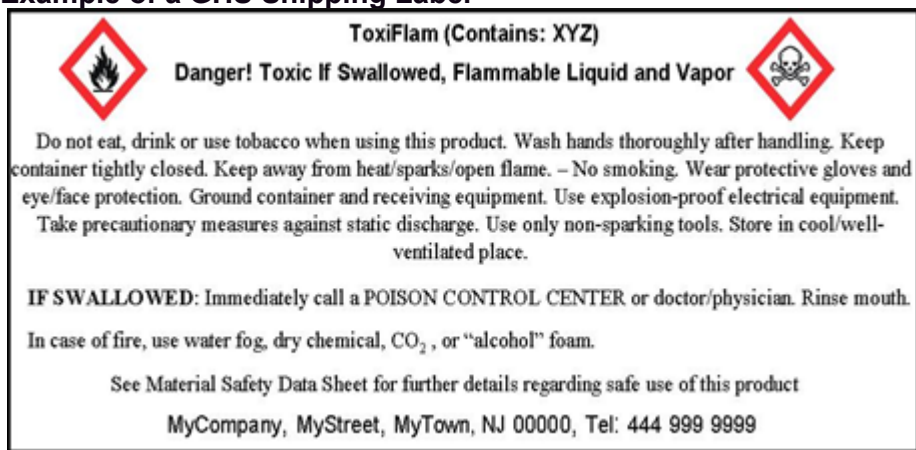 Example of a GHS Shipping Label
ToxiFlam (Contains: XYZ)
Danger! Toxic If Swallowed, Flammable Liquid and Vapor
Do not eat, drink or use tobacco when using this product. Wash hands thoroughly after handling. Keep
container tightly closed. Keep away from heat/sparks/open flame. – No smoking. Wear protective gloves and
eye/face protection. Ground container and receiving equipment. Use explosion-proof electrical equipment.
Take precautionary measures against static discharge. Use only non-sparking tools. Store in cool/well-
ventilated place.
IF SWALLOWED: Immediately call a POISON CONTROL CENTER or doctor/physician. Rinse mouth.
In case of fire, use water fog, dry chemical, CO₂ , or “alcohol” foam.
See Material Safety Data Sheet for further details regarding safe use of this product
MyCompany, MyStreet, MyTown, NJ 00000, Tel: 444 999 9999